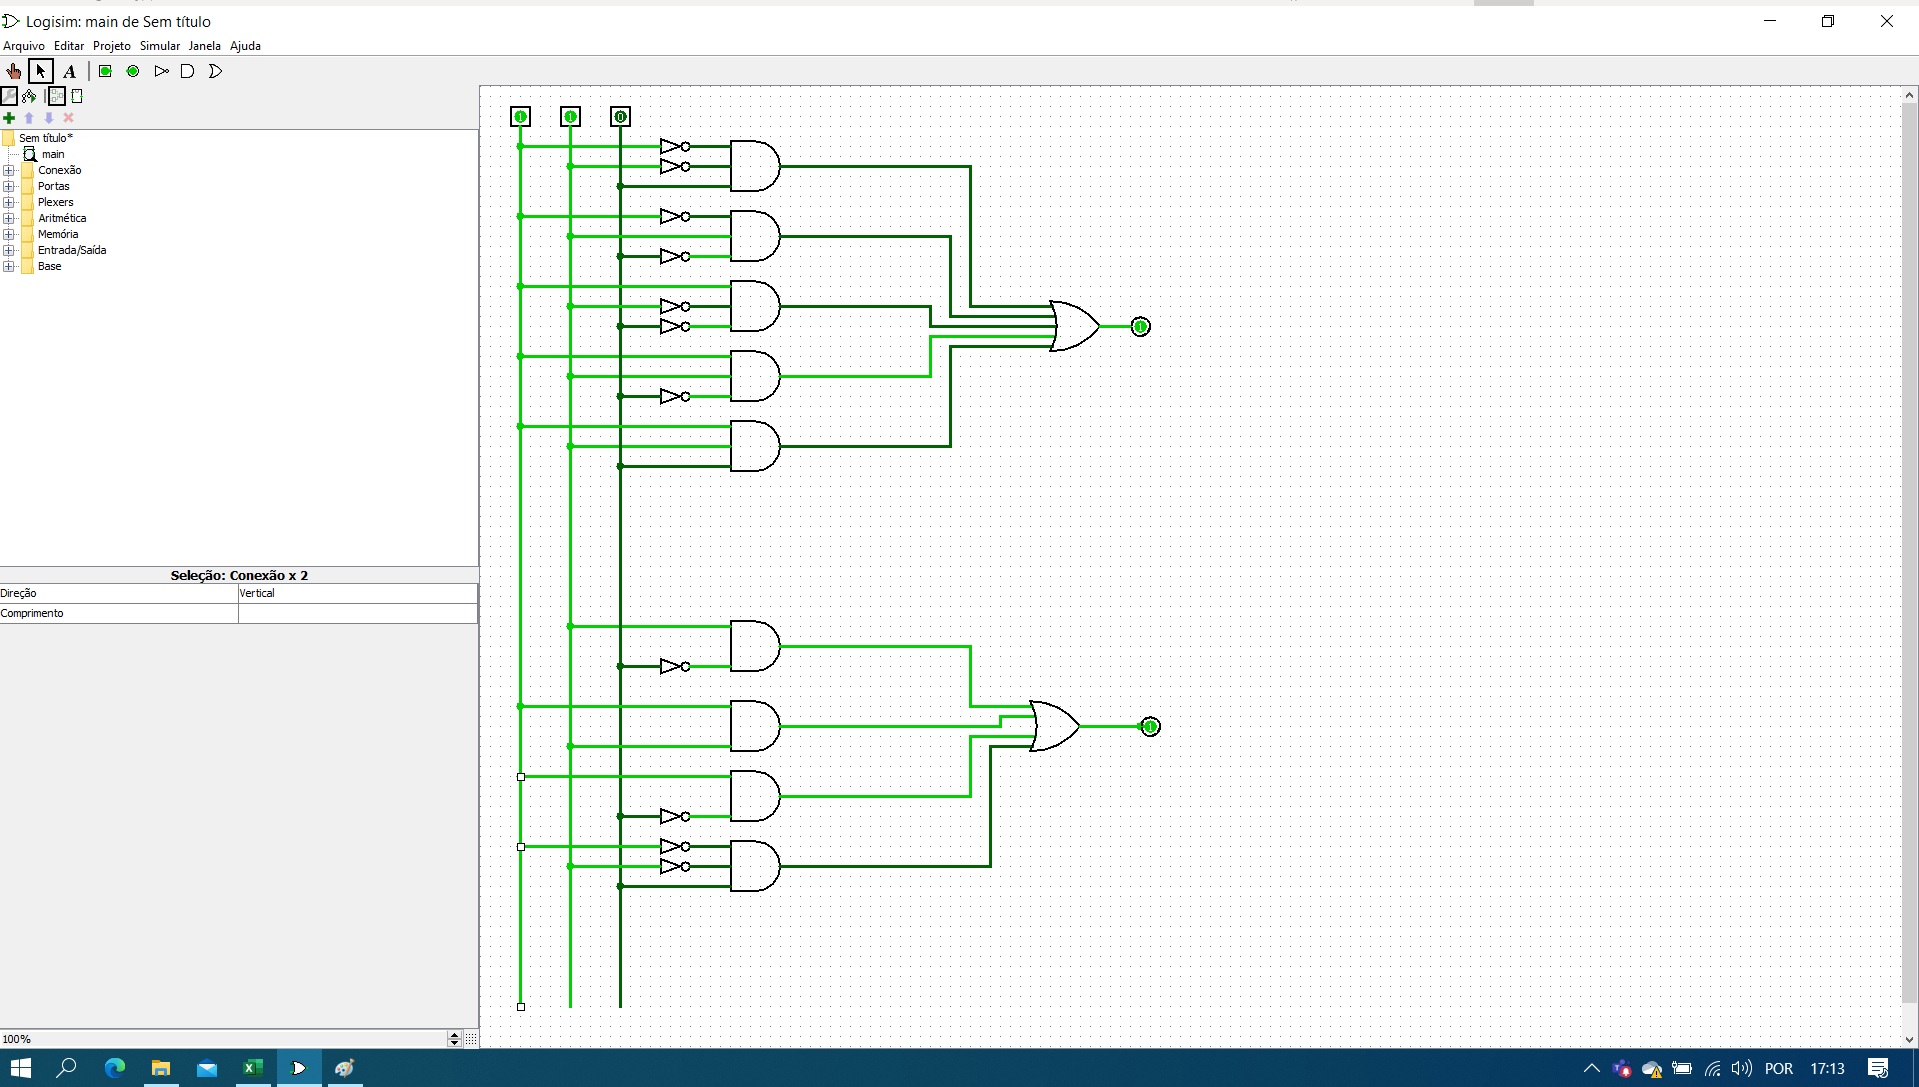 Logisim: main de Sem título
Arquivo Editar Projeto Simular Janela Ajuda
A
1 1 0
Sem título*
main
Conexão
Portas
Plexers
Aritmética
Memória
Entrada/Saída
Base
1
Seleção: Conexão x 2
Direção Vertical
Comprimento
1
100%
POR 17:13